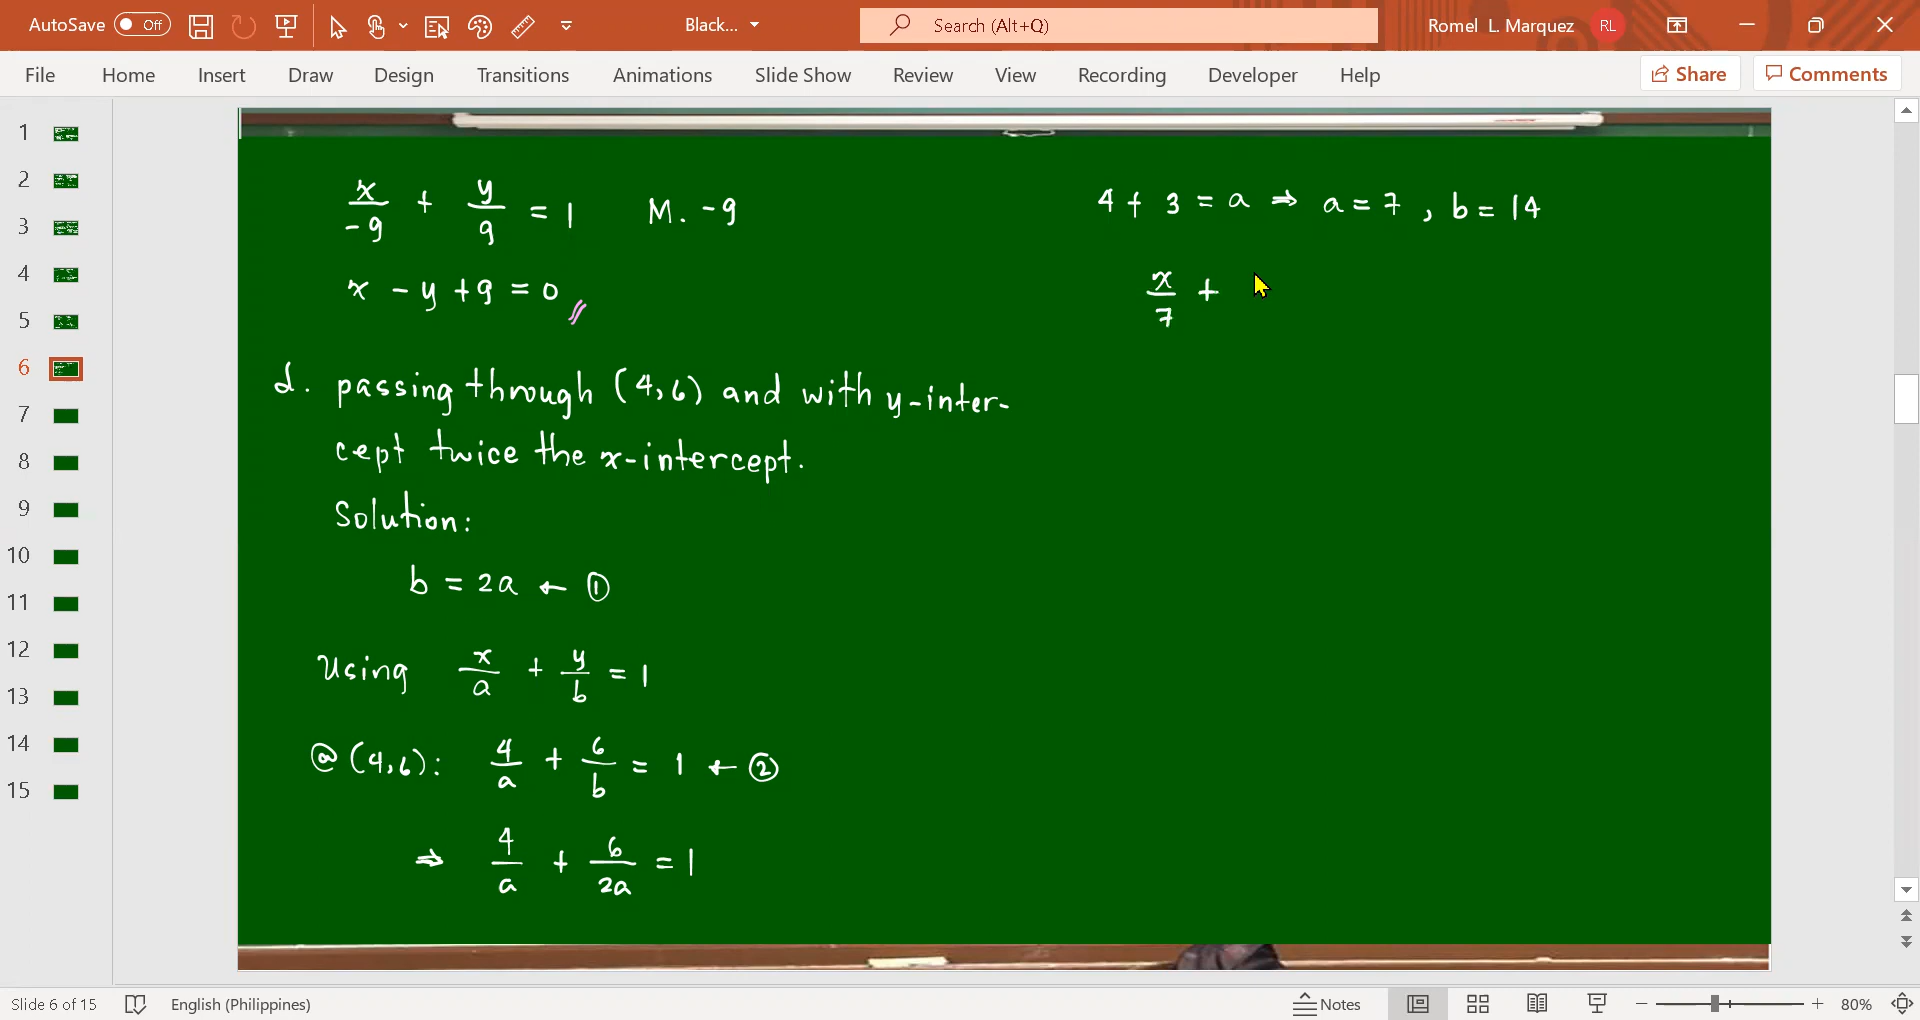 AutoSave Off Black... Search (Alt+Q) Romel L. Marquez RL
File Home Insert Draw Design Transitions Animations Slide Show Review View Recording Developer Help Share Comments
1
2
3
4
5
6
7
8
9
10
11
12
13
14
15
x/-9 + y/9 = 1 M. -9
x - y + 9 = 0
d. passing through (4,6) and with y-inter-
cept twice the x-intercept.
Solution:
b = 2a ← ①
Using x/a + y/b = 1
@ (4,6): 4/a + 6/b = 1 ← ②
⇒ 4/a + 6/2a = 1
4 + 3 = a ⇒ a = 7, b = 14
x/7 +
Slide 6 of 15 English (Philippines) Notes 80%